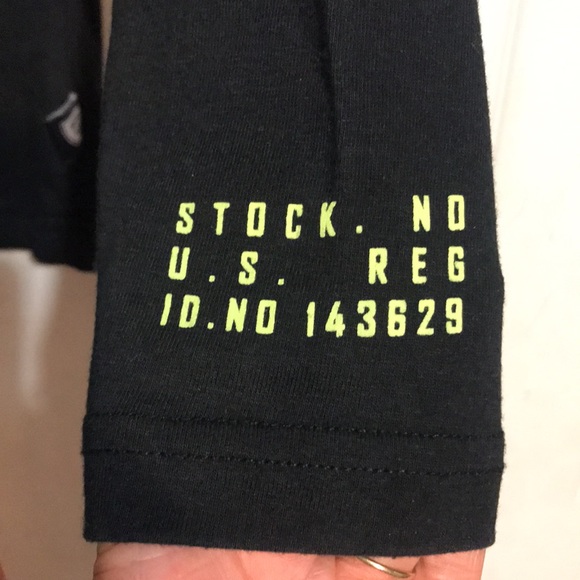 STOCK. NO
U.S. REG
ID.NO 143629